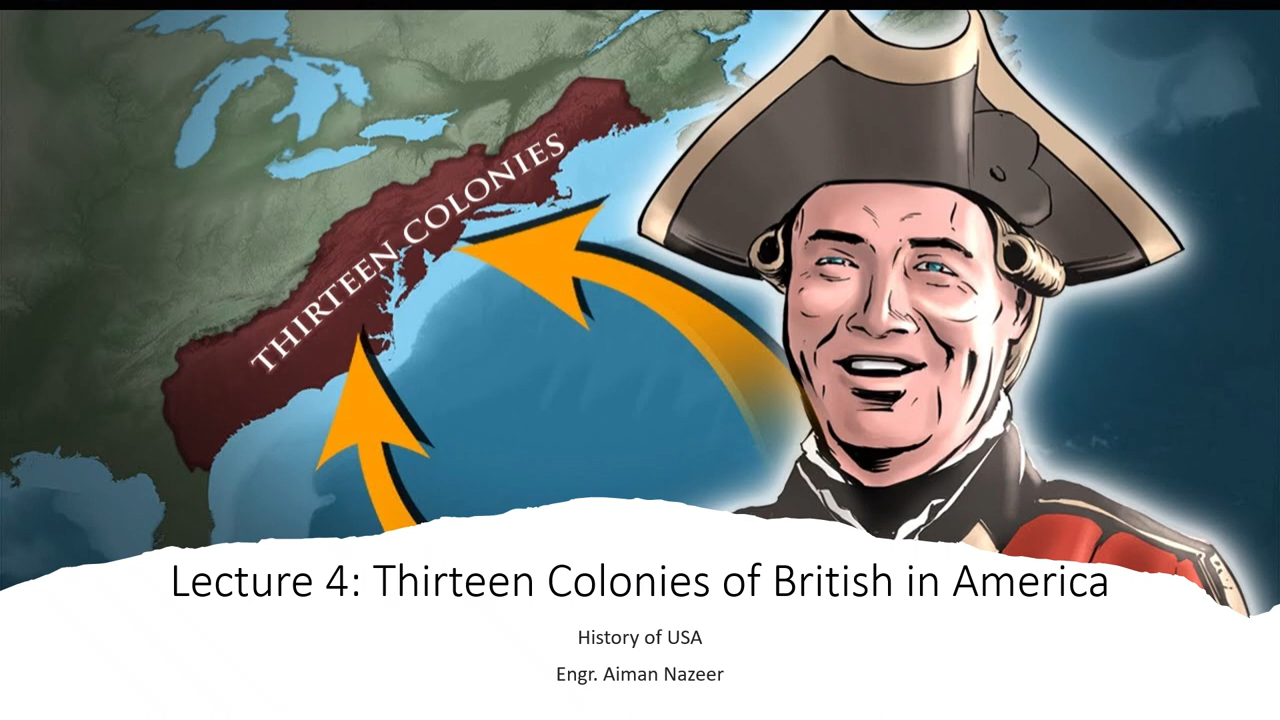 THIRTEEN COLONIES
Lecture 4: Thirteen Colonies of British in America
History of USA
Engr. Aiman Nazeer